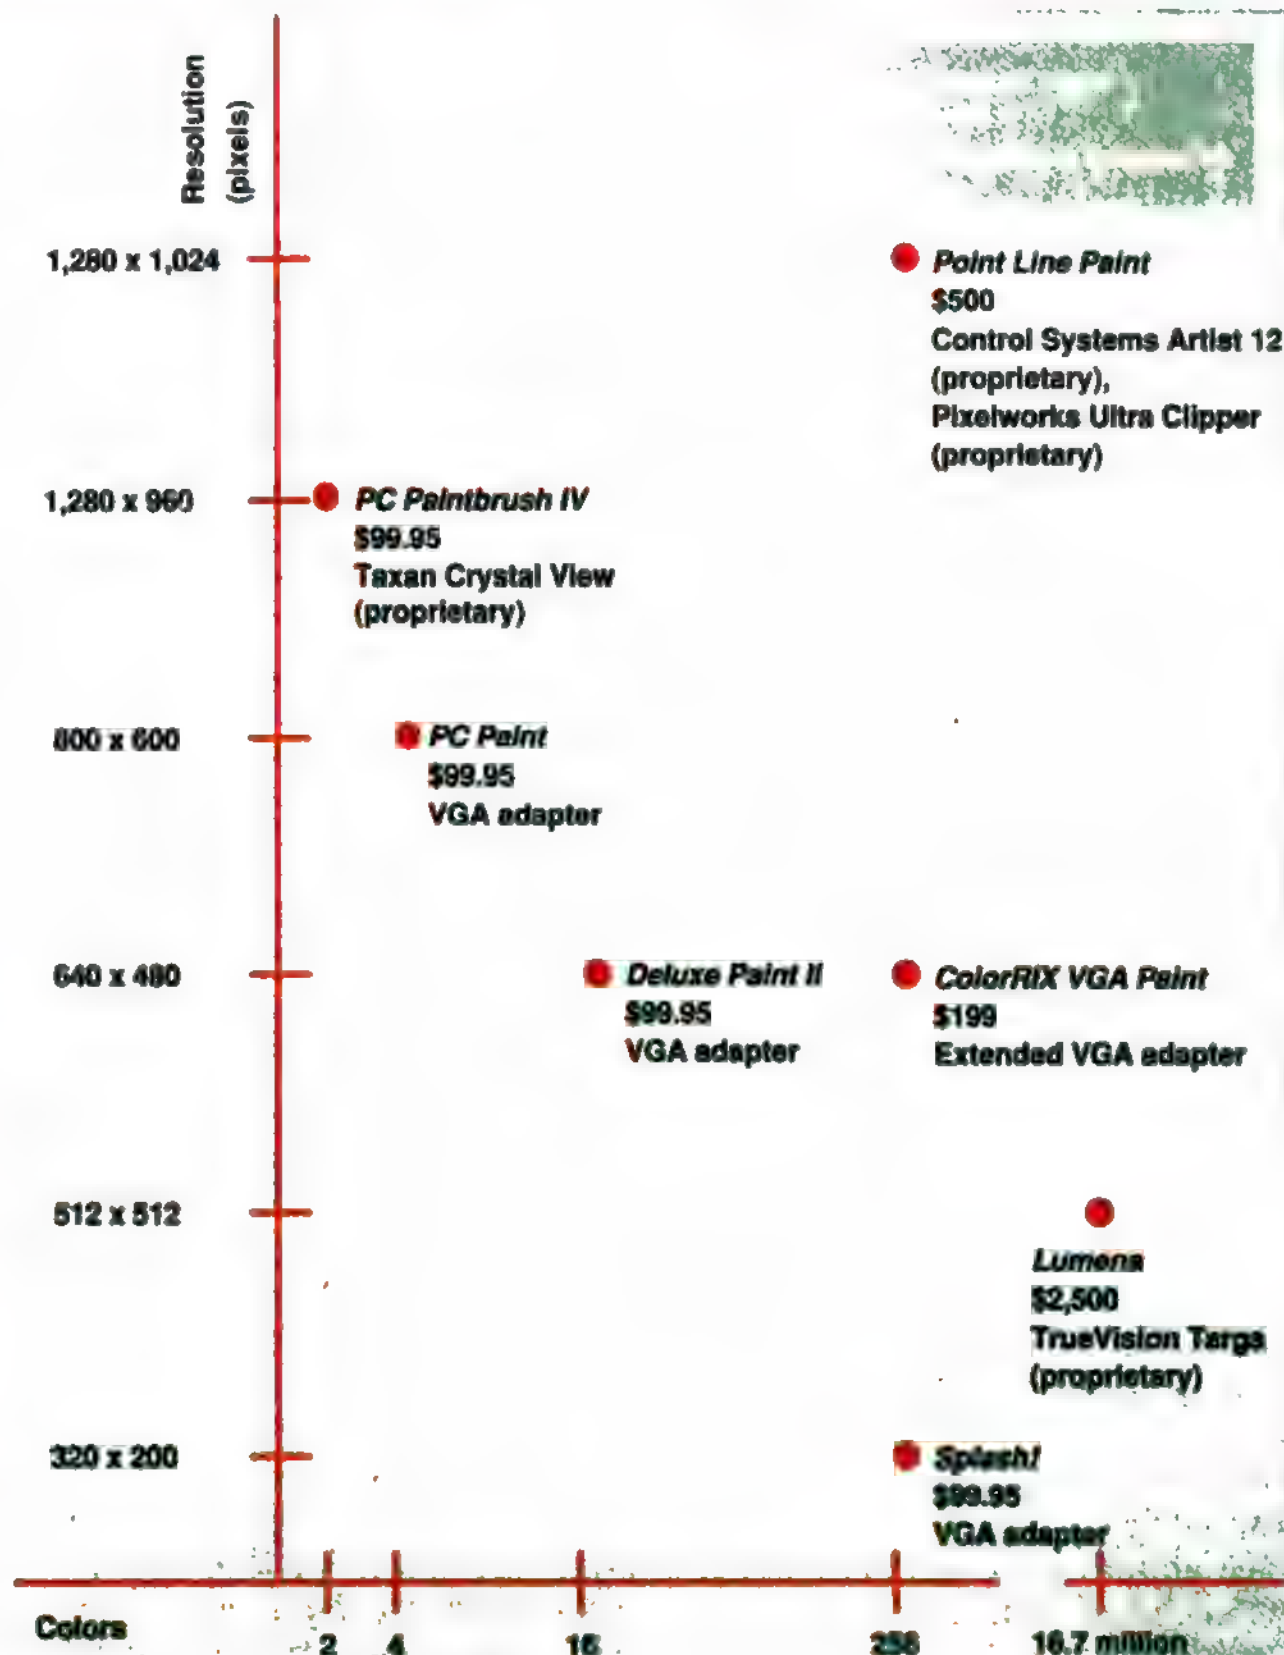 Resolution
(pixels)
1,280 x 1,024
Point Line Paint
$500
Control Systems Artist 12
(proprietary),
Pixelworks Ultra Clipper
(proprietary)
1,280 x 960
PC Paintbrush IV
$99.95
Taxan Crystal View
(proprietary)
800 x 600
PC Paint
$99.95
VGA adapter
640 x 480
Deluxe Paint II
$99.95
VGA adapter
ColorRIX VGA Paint
$199
Extended VGA adapter
512 x 512
Lumena
$2,500
TrueVision Targa
(proprietary)
320 x 200
Splash!
$99.95
VGA adapter
Colors
2 4 16 256 16.7 million